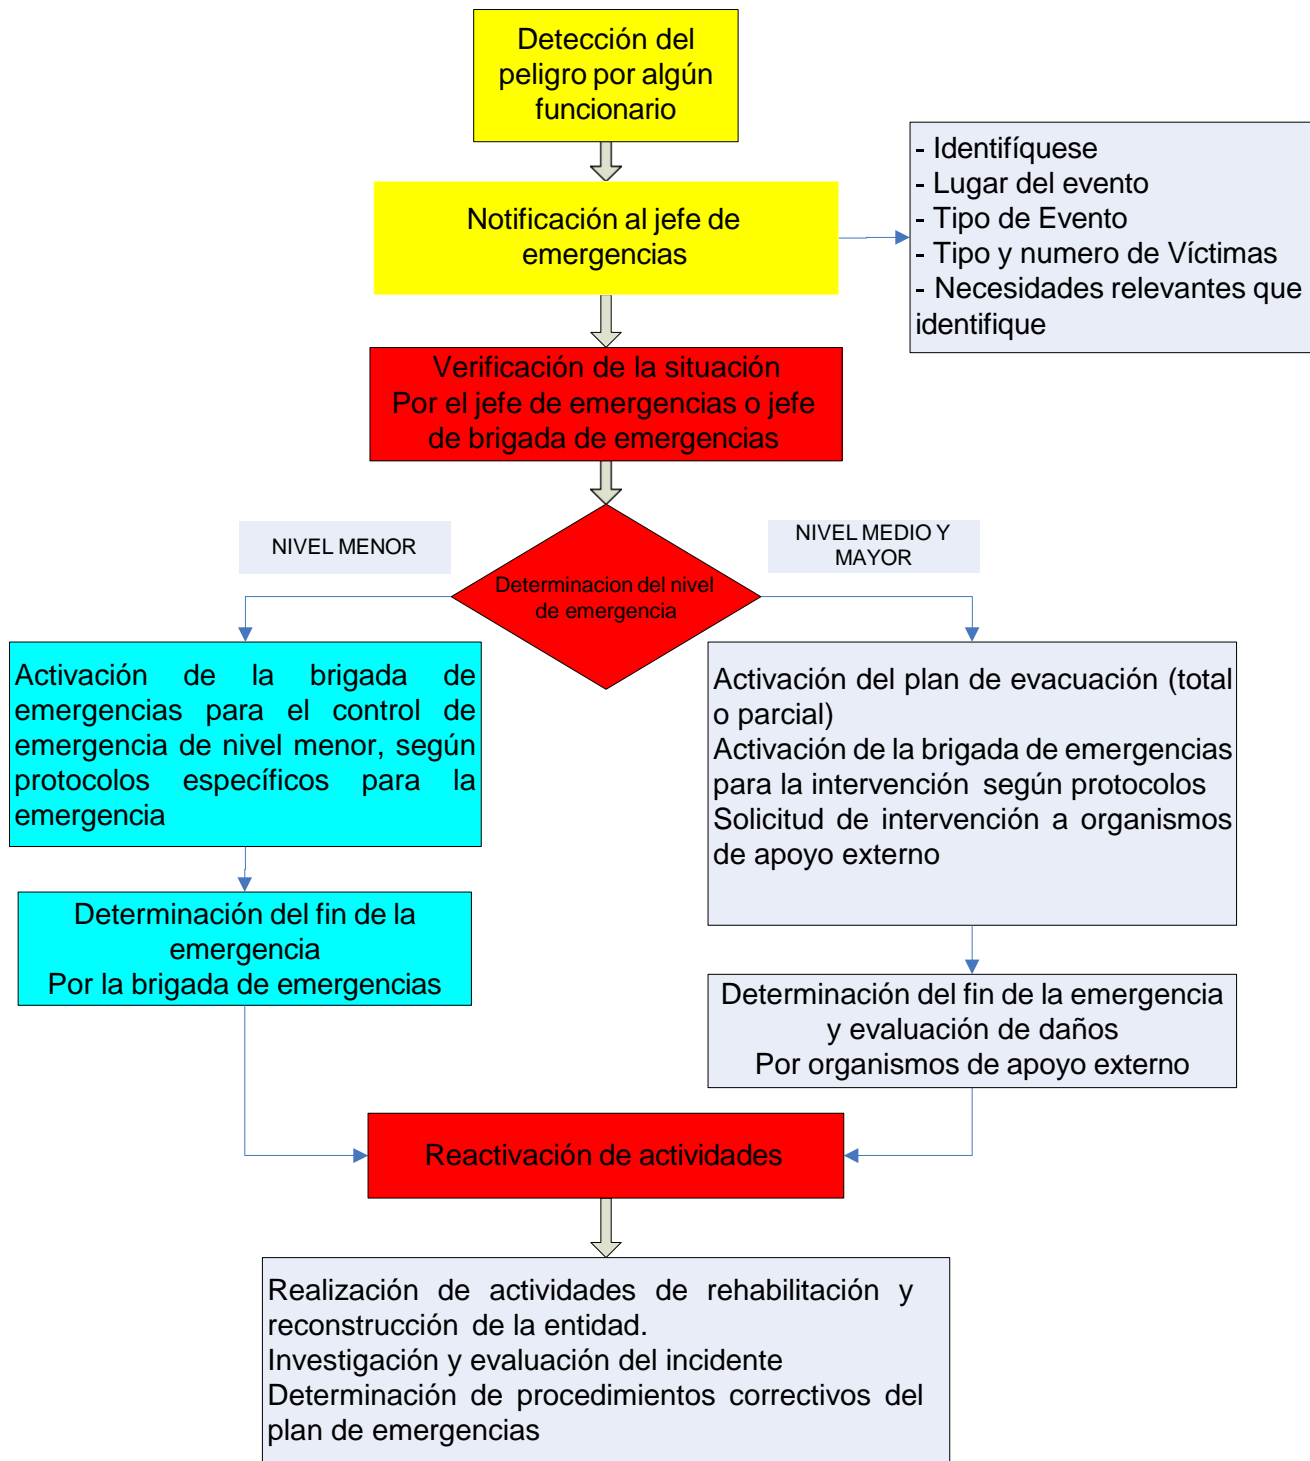 Detección del
peligro por algún
funcionario
- Identifíquese
- Lugar del evento
- Tipo de Evento
- Tipo y numero de Víctimas
- Necesidades relevantes que
identifique
Notificación al jefe de
emergencias
Verificación de la situación
Por el jefe de emergencias o jefe
de brigada de emergencias
NIVEL MENOR
NIVEL MEDIO Y
MAYOR
Determinacion del nivel
de emergencia
Activación de la brigada de
emergencias para el control de
emergencia de nivel menor, según
protocolos específicos para la
emergencia
Activación del plan de evacuación (total
o parcial)
Activación de la brigada de emergencias
para la intervención según protocolos
Solicitud de intervención a organismos
de apoyo externo
Determinación del fin de la
emergencia
Por la brigada de emergencias
Determinación del fin de la emergencia
y evaluación de daños
Por organismos de apoyo externo
Reactivación de actividades
Realización de actividades de rehabilitación y
reconstrucción de la entidad.
Investigación y evaluación del incidente
Determinación de procedimientos correctivos del
plan de emergencias